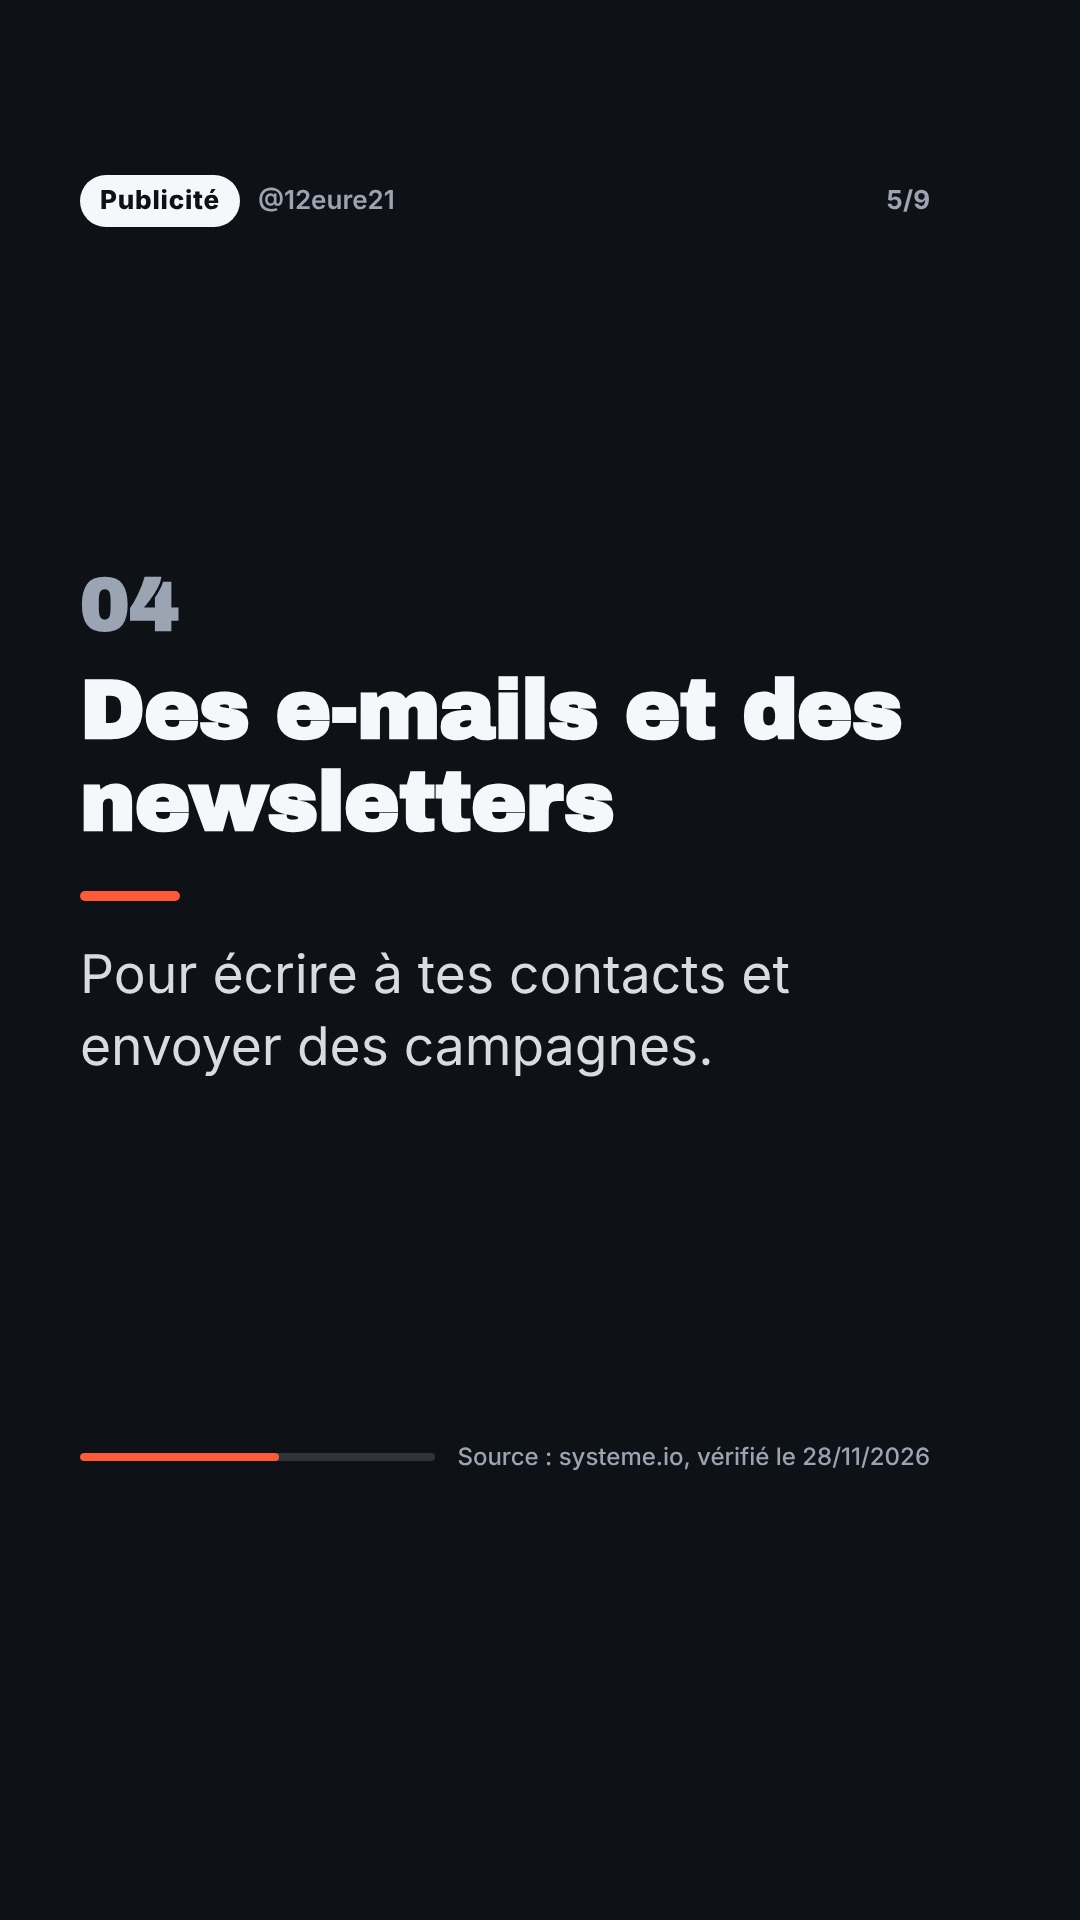 Publicité @12eure21 5/9
04
Des e-mails et des
newsletters
Pour écrire à tes contacts et
envoyer des campagnes.
Source : systeme.io, vérifié le 28/11/2026